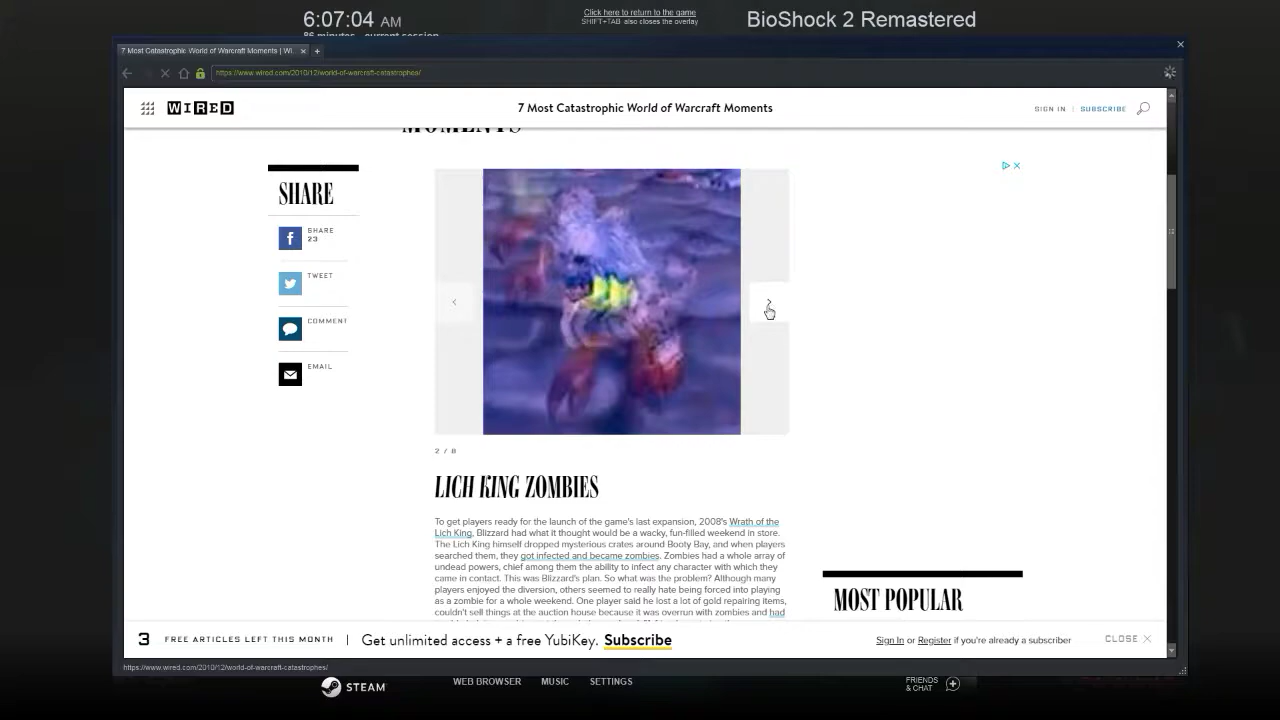 6:07:04 AM
86 minutes - current session
Click here to return to the game
SHIFT+TAB also closes the overlay
BioShock 2 Remastered
7 Most Catastrophic World of Warcraft Moments | Wi...
https://www.wired.com/2010/12/world-of-warcraft-catastrophes/
WIRED
7 Most Catastrophic World of Warcraft Moments
SIGN IN | SUBSCRIBE
MOMENTS
SHARE
SHARE
23
TWEET
COMMENT
EMAIL
2 / 8
LICH KING ZOMBIES
To get players ready for the launch of the game's last expansion, 2008's Wrath of the
Lich King, Blizzard had what it thought would be a wacky, fun-filled weekend in store.
The Lich King himself dropped mysterious crates around Booty Bay, and when players
searched them, they got infected and became zombies. Zombies had a whole array of
undead powers, chief among them the ability to infect any character with which they
came in contact. This was Blizzard's plan. So what was the problem? Although many
players enjoyed the diversion, others seemed to really hate being forced into playing
as a zombie for a whole weekend. One player said he lost a lot of gold repairing items,
couldn't sell things at the auction house because it was overrun with zombies and had
MOST POPULAR
3 FREE ARTICLES LEFT THIS MONTH | Get unlimited access + a free YubiKey. Subscribe
Sign In or Register if you're already a subscriber
CLOSE
https://www.wired.com/2010/12/world-of-warcraft-catastrophes/
STEAM
WEB BROWSER
MUSIC
SETTINGS
FRIENDS
& CHAT